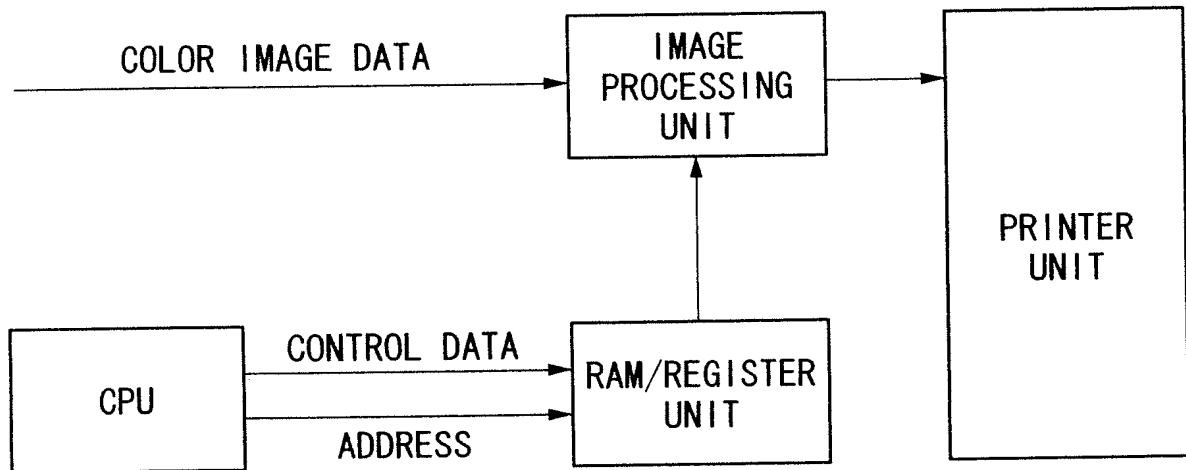 COLOR IMAGE DATA
IMAGE
PROCESSING
UNIT
PRINTER
UNIT
CPU
CONTROL DATA
ADDRESS
RAM/REGISTER
UNIT